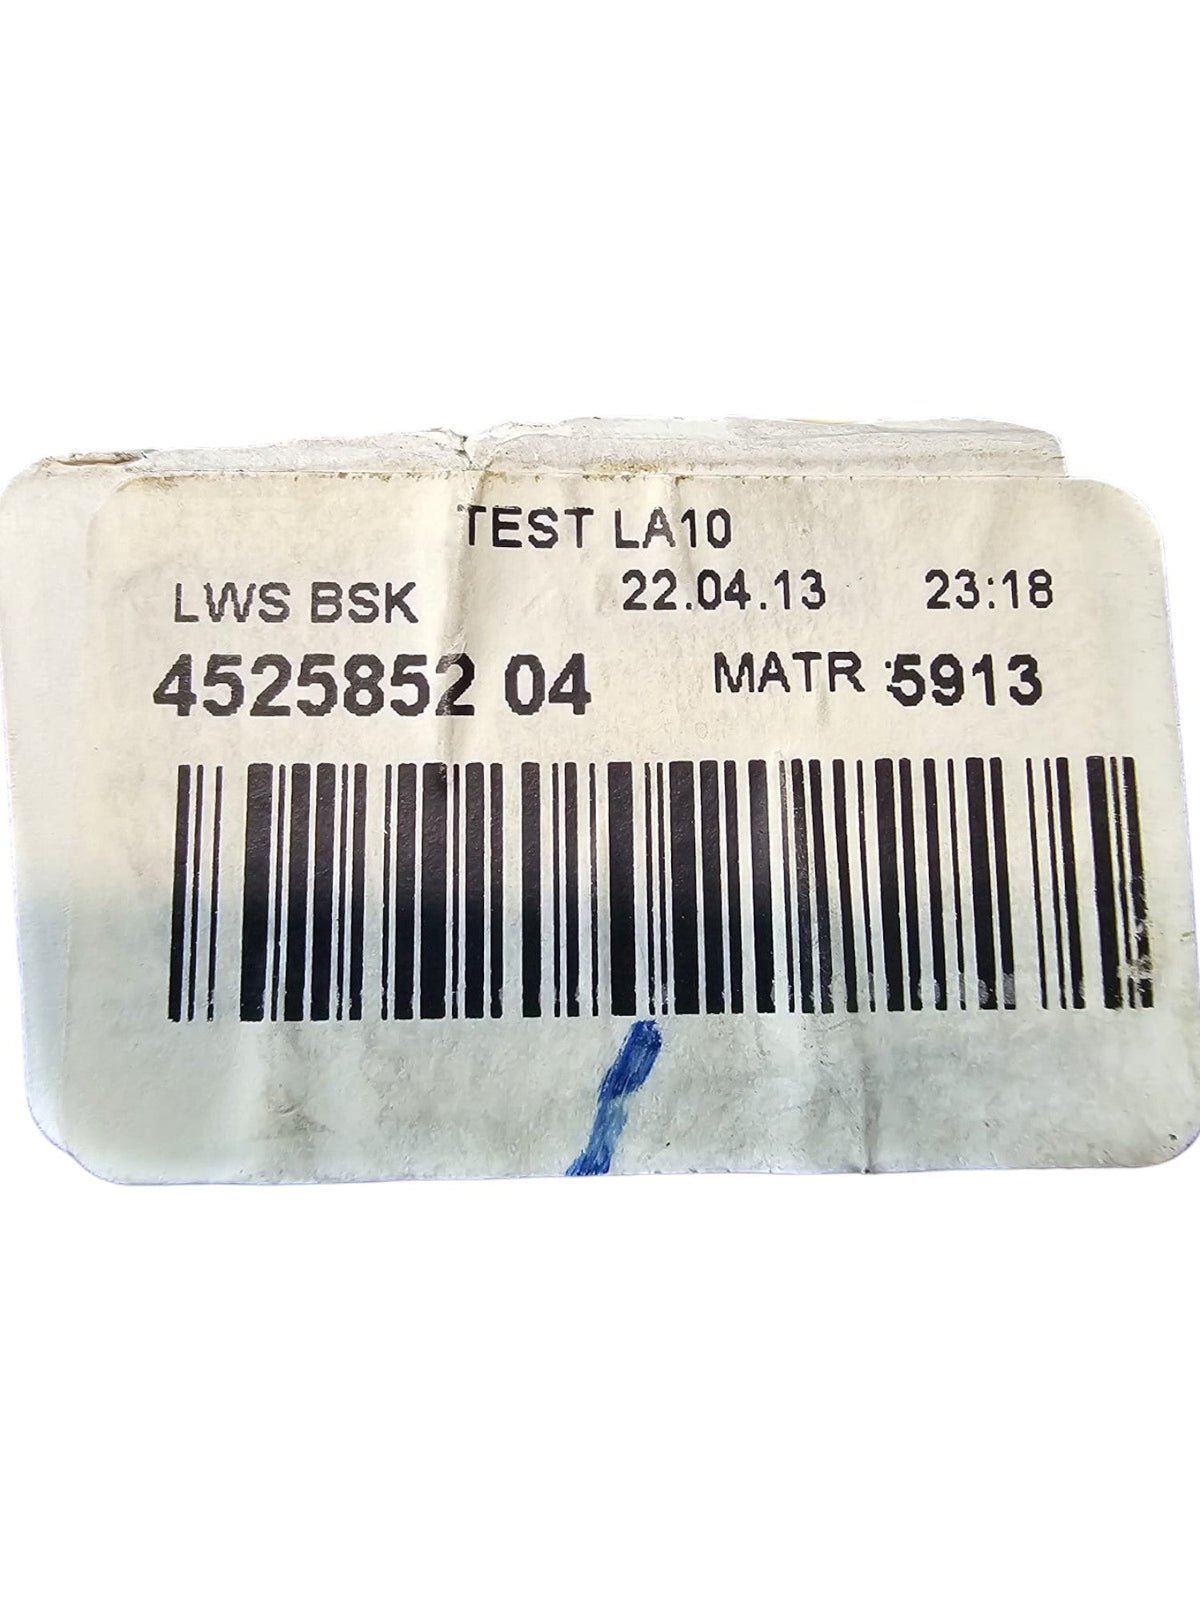 TEST LA10
LWS BSK 22.04.13 23:18
4525852 04 MATR 5913